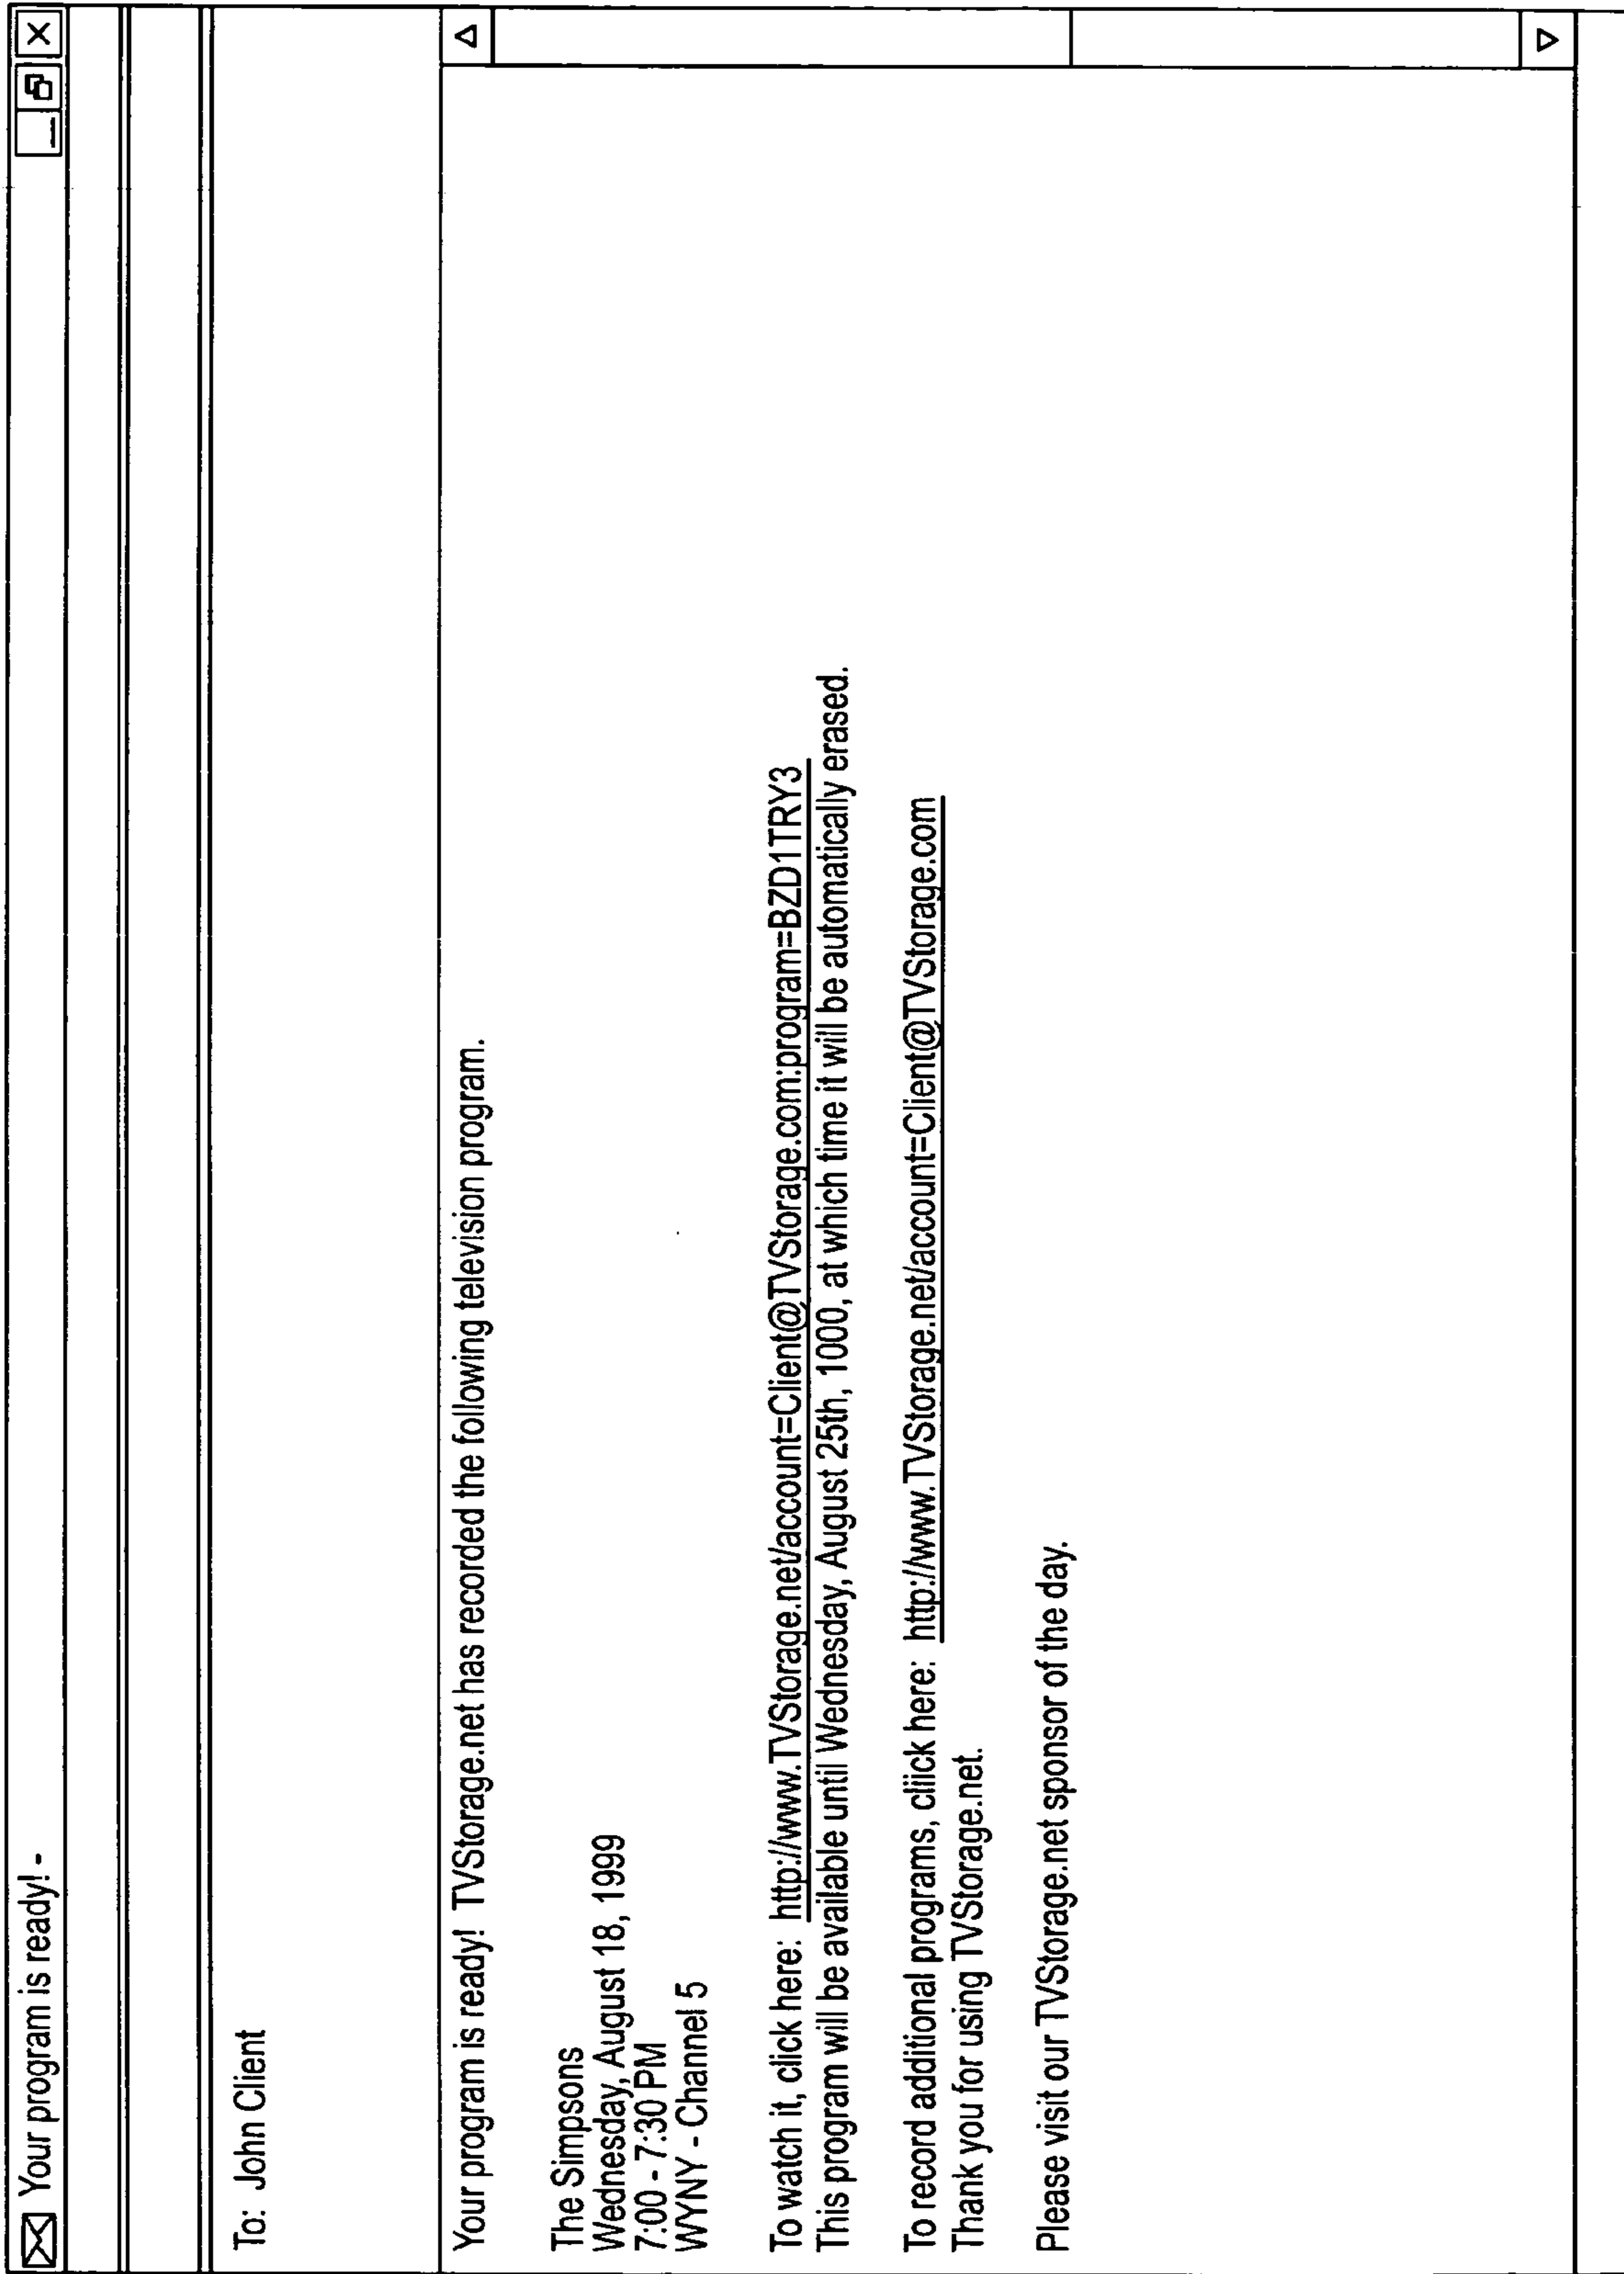 Your program is ready! -
To: John Client
Your program is ready! TVStorage.net has recorded the following television program.
The Simpsons
Wednesday, August 18, 1999
7:00 - 7:30 PM
WYNY - Channel 5
To watch it, click here: http://www.TVStorage.net/account=Client@TVStorage.com:program=BZD1TRY3
This program will be available until Wednesday, August 25th, 1000, at which time it will be automatically erased.
To record additional programs, cliick here: http://www.TVStorage.net/account=Client@TVStorage.com
Thank you for using TVStorage.net.
Please visit our TVStorage.net sponsor of the day.